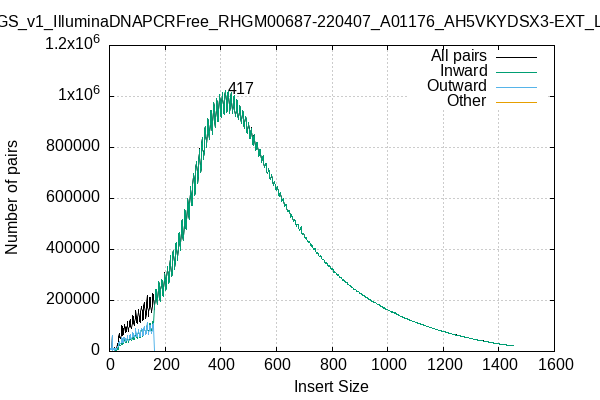 GS_v1_IlluminaDNAPCRFree_RHGM00687-220407_A01176_AH5VKYDSX3-EXT_L
1.2x10^6
1x10^6
800000
600000
400000
200000
0
Number of pairs
417
All pairs
Inward
Outward
Other
0 200 400 600 800 1000 1200 1400 1600
Insert Size